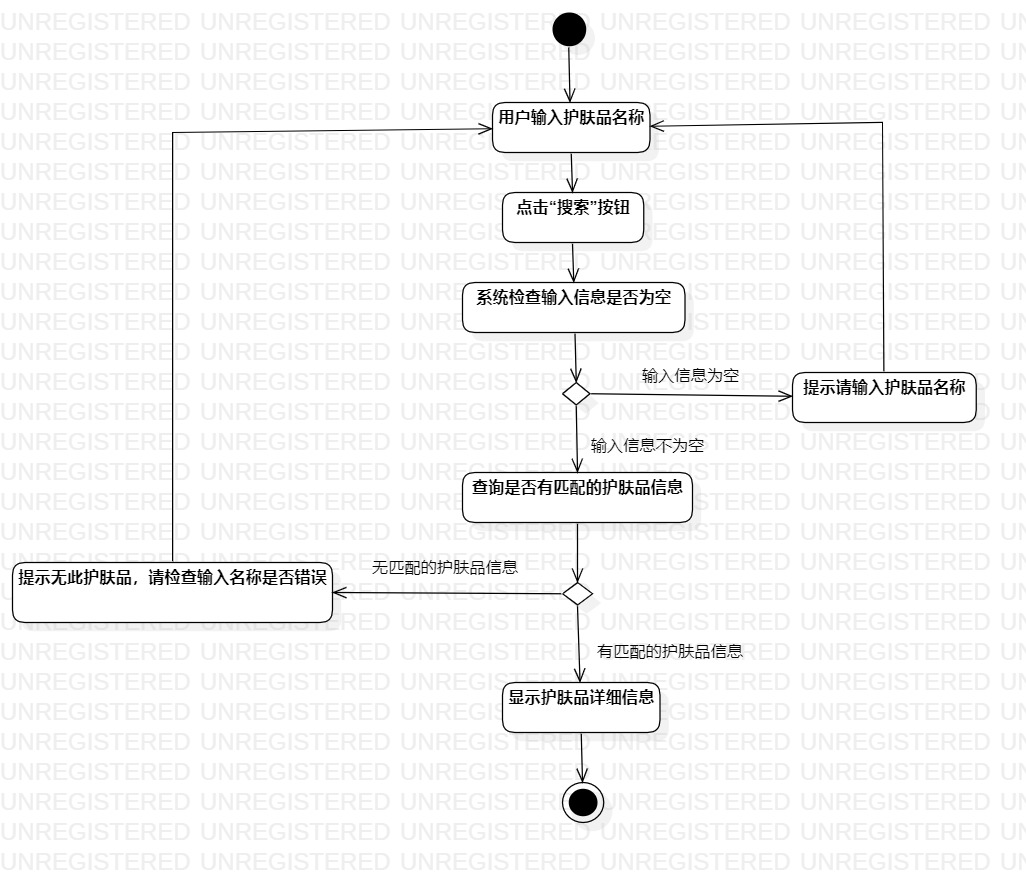 用户输入护肤品名称
点击“搜索”按钮
系统检查输入信息是否为空
输入信息为空
提示请输入护肤品名称
输入信息不为空
查询是否有匹配的护肤品信息
无匹配的护肤品信息
提示无此护肤品，请检查输入名称是否错误
有匹配的护肤品信息
显示护肤品详细信息
UNREGISTERED